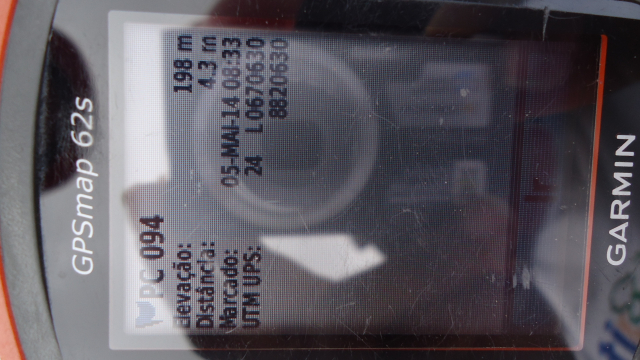 GPSmap 62s
PC 094
elevação: 198 m
Distância: 4.3 m
Marcado: 05-MAI-14 08:33
UTM UPS: 24 L 0670630
8820630
GARMIN